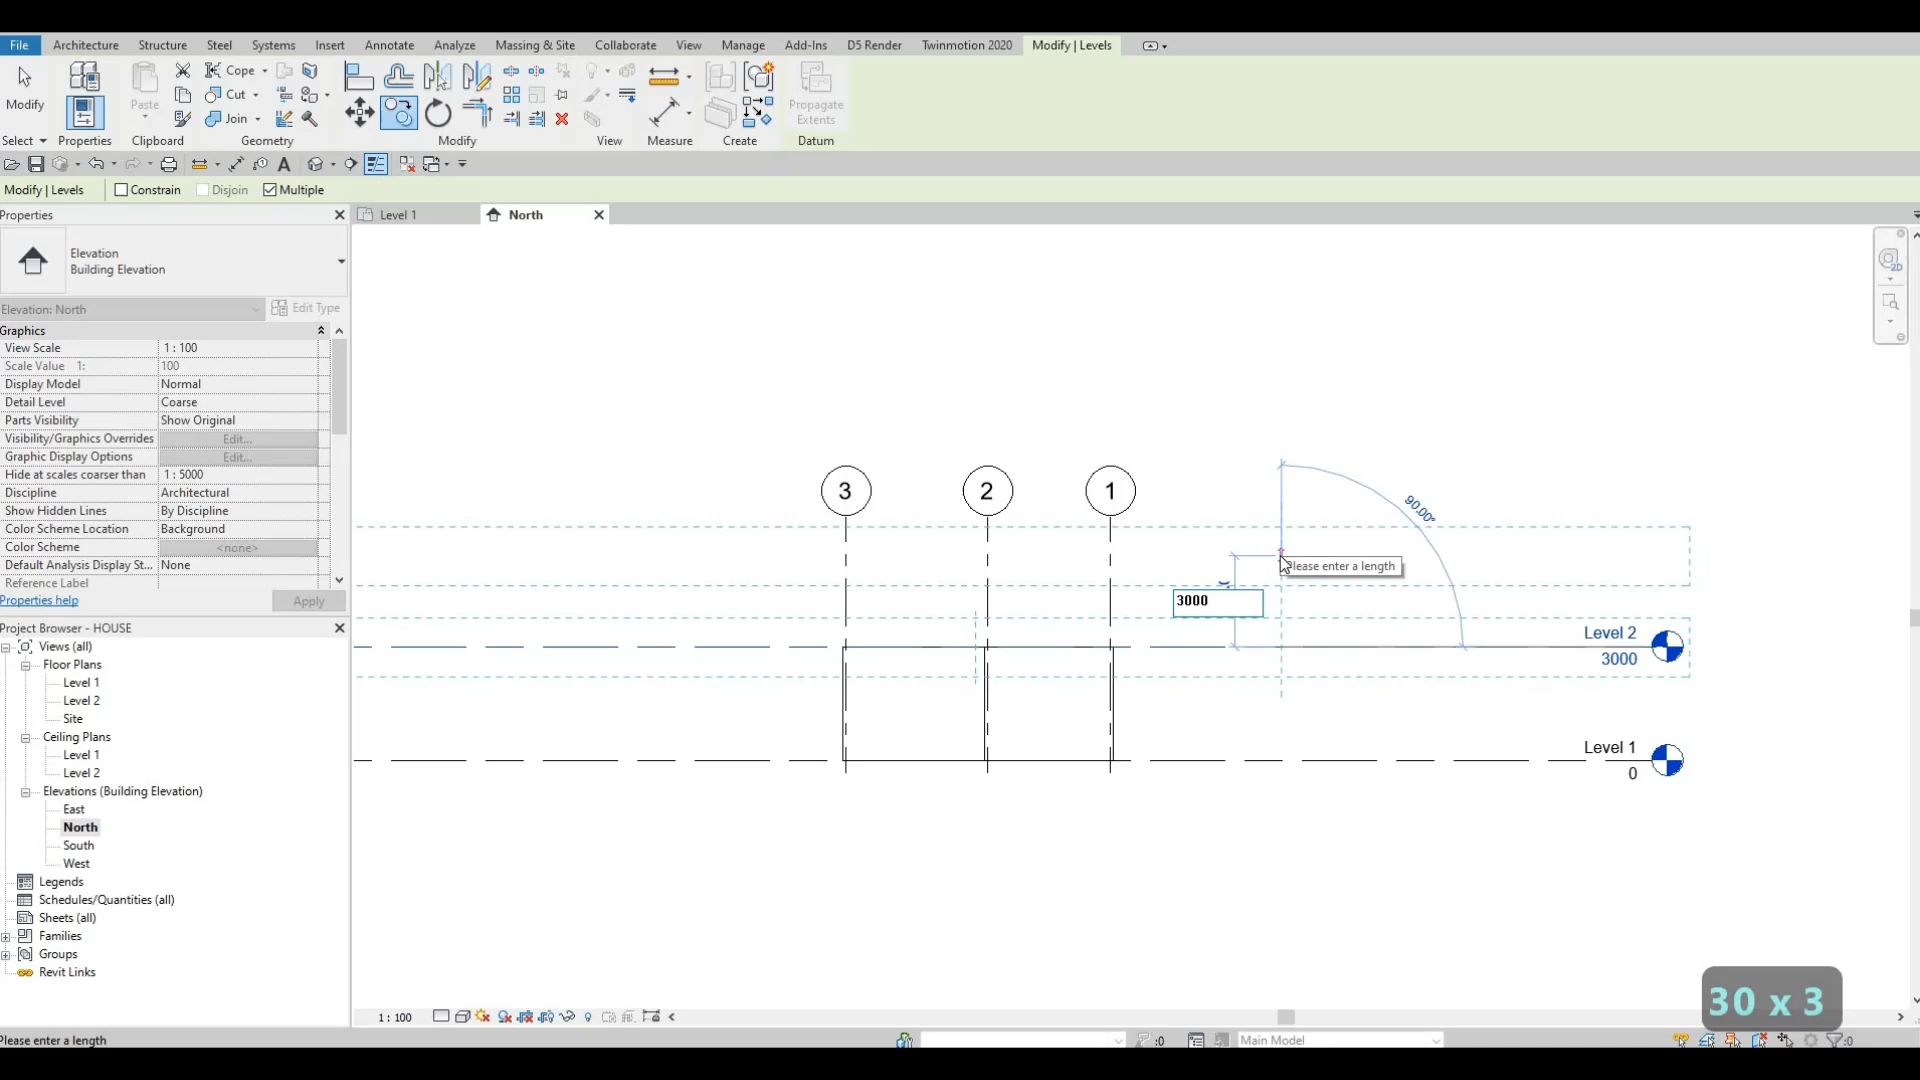 File Architecture Structure Steel Systems Insert Annotate Analyze Massing & Site Collaborate View Manage Add-Ins D5 Render Twinmotion 2020 Modify | Levels
Modify Paste Cope Cut Join Propagate Extents
Select Properties Clipboard Geometry Modify View Measure Create Datum
Modify | Levels Constrain Disjoin Multiple
Properties Level 1 North
Elevation
Building Elevation
Elevation: North Edit Type
Graphics
View Scale 1 : 100
Scale Value 1: 100
Display Model Normal
Detail Level Coarse
Parts Visibility Show Original
Visibility/Graphics Overrides Edit...
Graphic Display Options Edit...
Hide at scales coarser than 1 : 5000
Discipline Architectural
Show Hidden Lines By Discipline
Color Scheme Location Background
Color Scheme <none>
Default Analysis Display St... None
Reference Label
Properties help Apply
Project Browser - HOUSE
Views (all)
Floor Plans
Level 1
Level 2
Site
Ceiling Plans
Level 1
Level 2
Elevations (Building Elevation)
East
North
South
West
Legends
Schedules/Quantities (all)
Sheets (all)
Families
Groups
Revit Links
3 2 1
90.00°
Please enter a length
3000
Level 2
3000
Level 1
0
30 x 3
1 : 100
Please enter a length :0 Main Model :0
2D